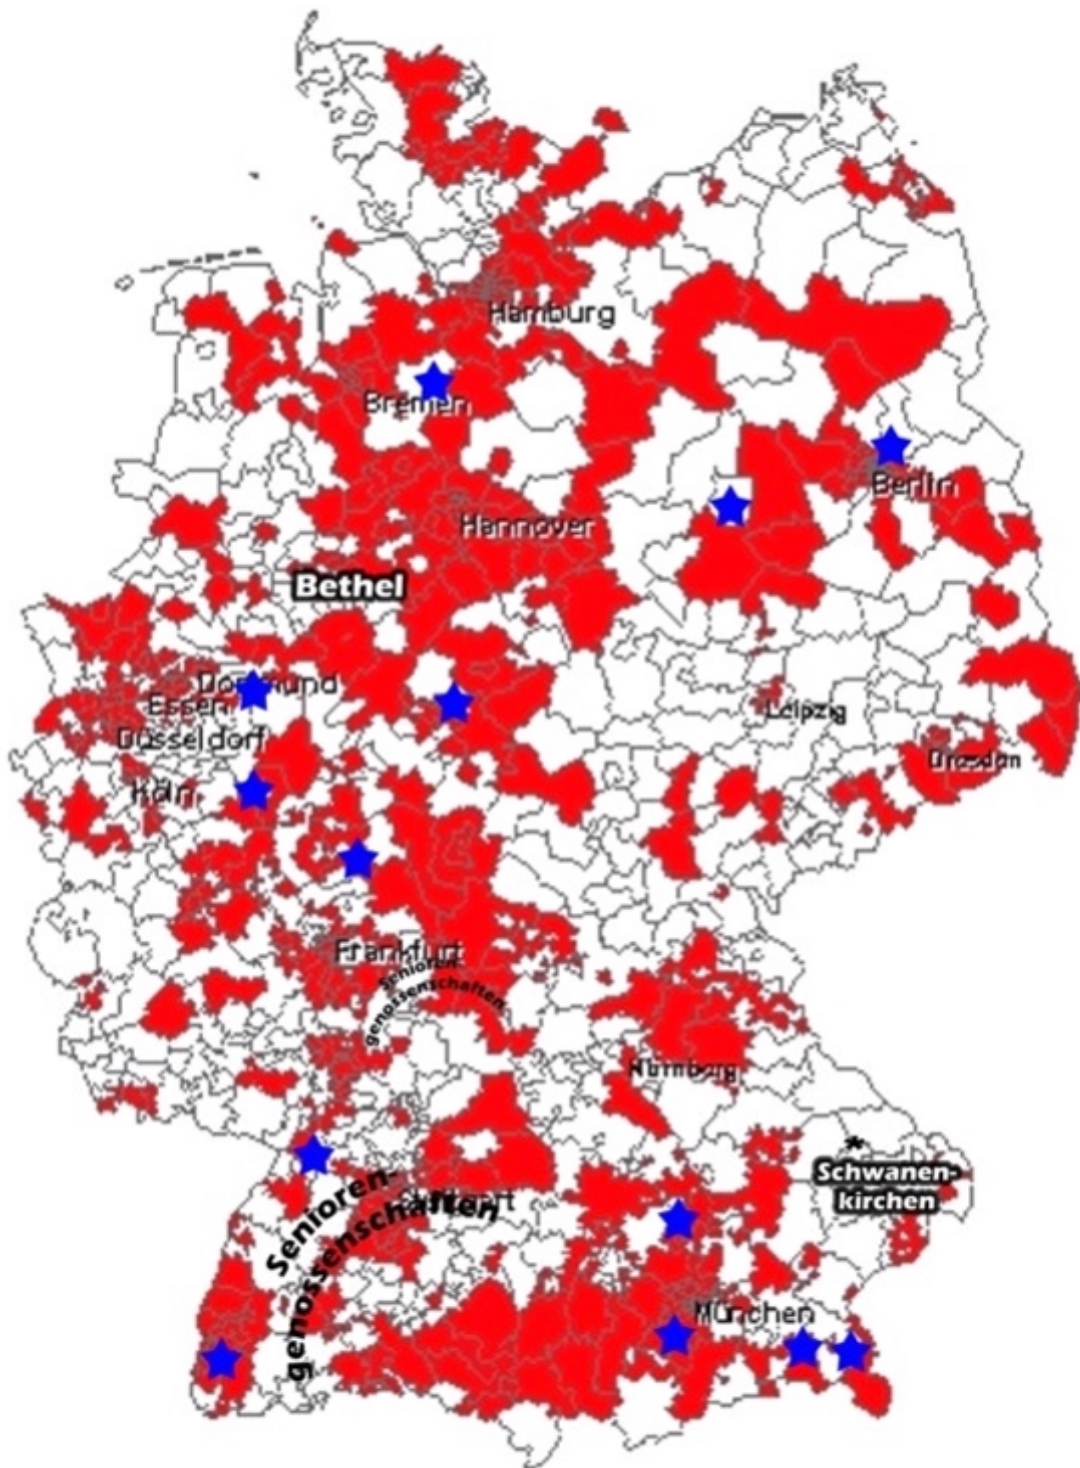 Hamburg
Bremen
Berlin
Hannover
Bethel
Dortmund
Essen
Düsseldorf
Leipzig
Köln
Dresden
Frankfurt
Senioren-
genossenschaften
Nürnberg
Schwanen-
kirchen
Stuttgart
Senioren-
genossenschaften
München